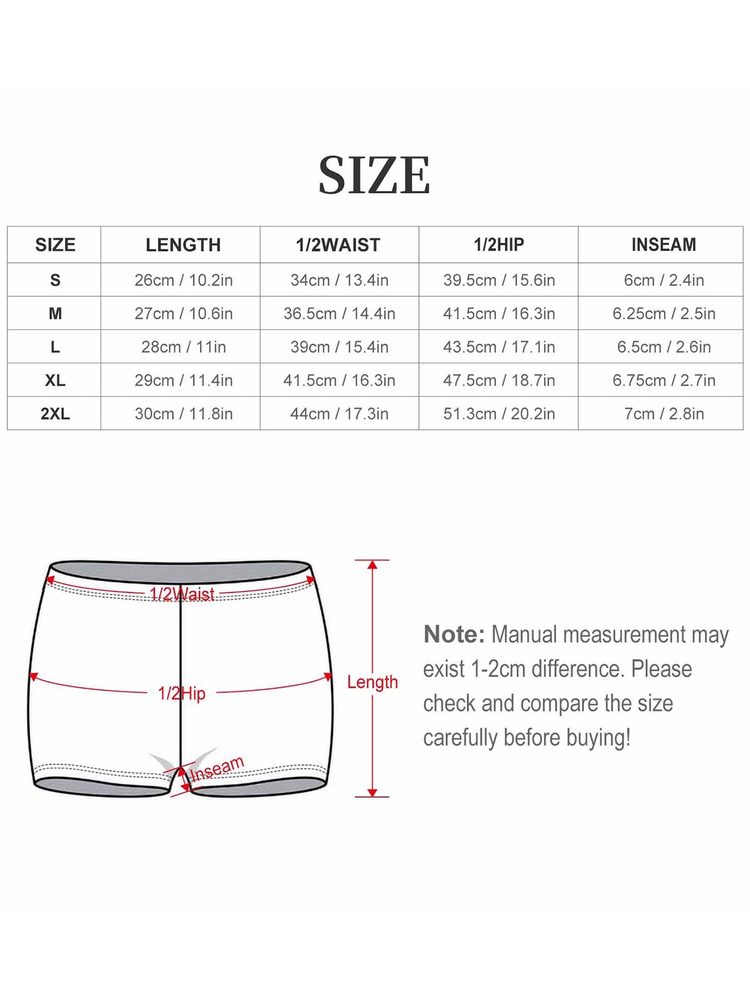 SIZE
SIZE LENGTH 1/2WAIST 1/2HIP INSEAM
S 26cm / 10.2in 34cm / 13.4in 39.5cm / 15.6in 6cm / 2.4in
M 27cm / 10.6in 36.5cm / 14.4in 41.5cm / 16.3in 6.25cm / 2.5in
L 28cm / 11in 39cm / 15.4in 43.5cm / 17.1in 6.5cm / 2.6in
XL 29cm / 11.4in 41.5cm / 16.3in 47.5cm / 18.7in 6.75cm / 2.7in
2XL 30cm / 11.8in 44cm / 17.3in 51.3cm / 20.2in 7cm / 2.8in
1/2Waist
1/2Hip
Inseam
Length
Note: Manual measurement may
exist 1-2cm difference. Please
check and compare the size
carefully before buying!